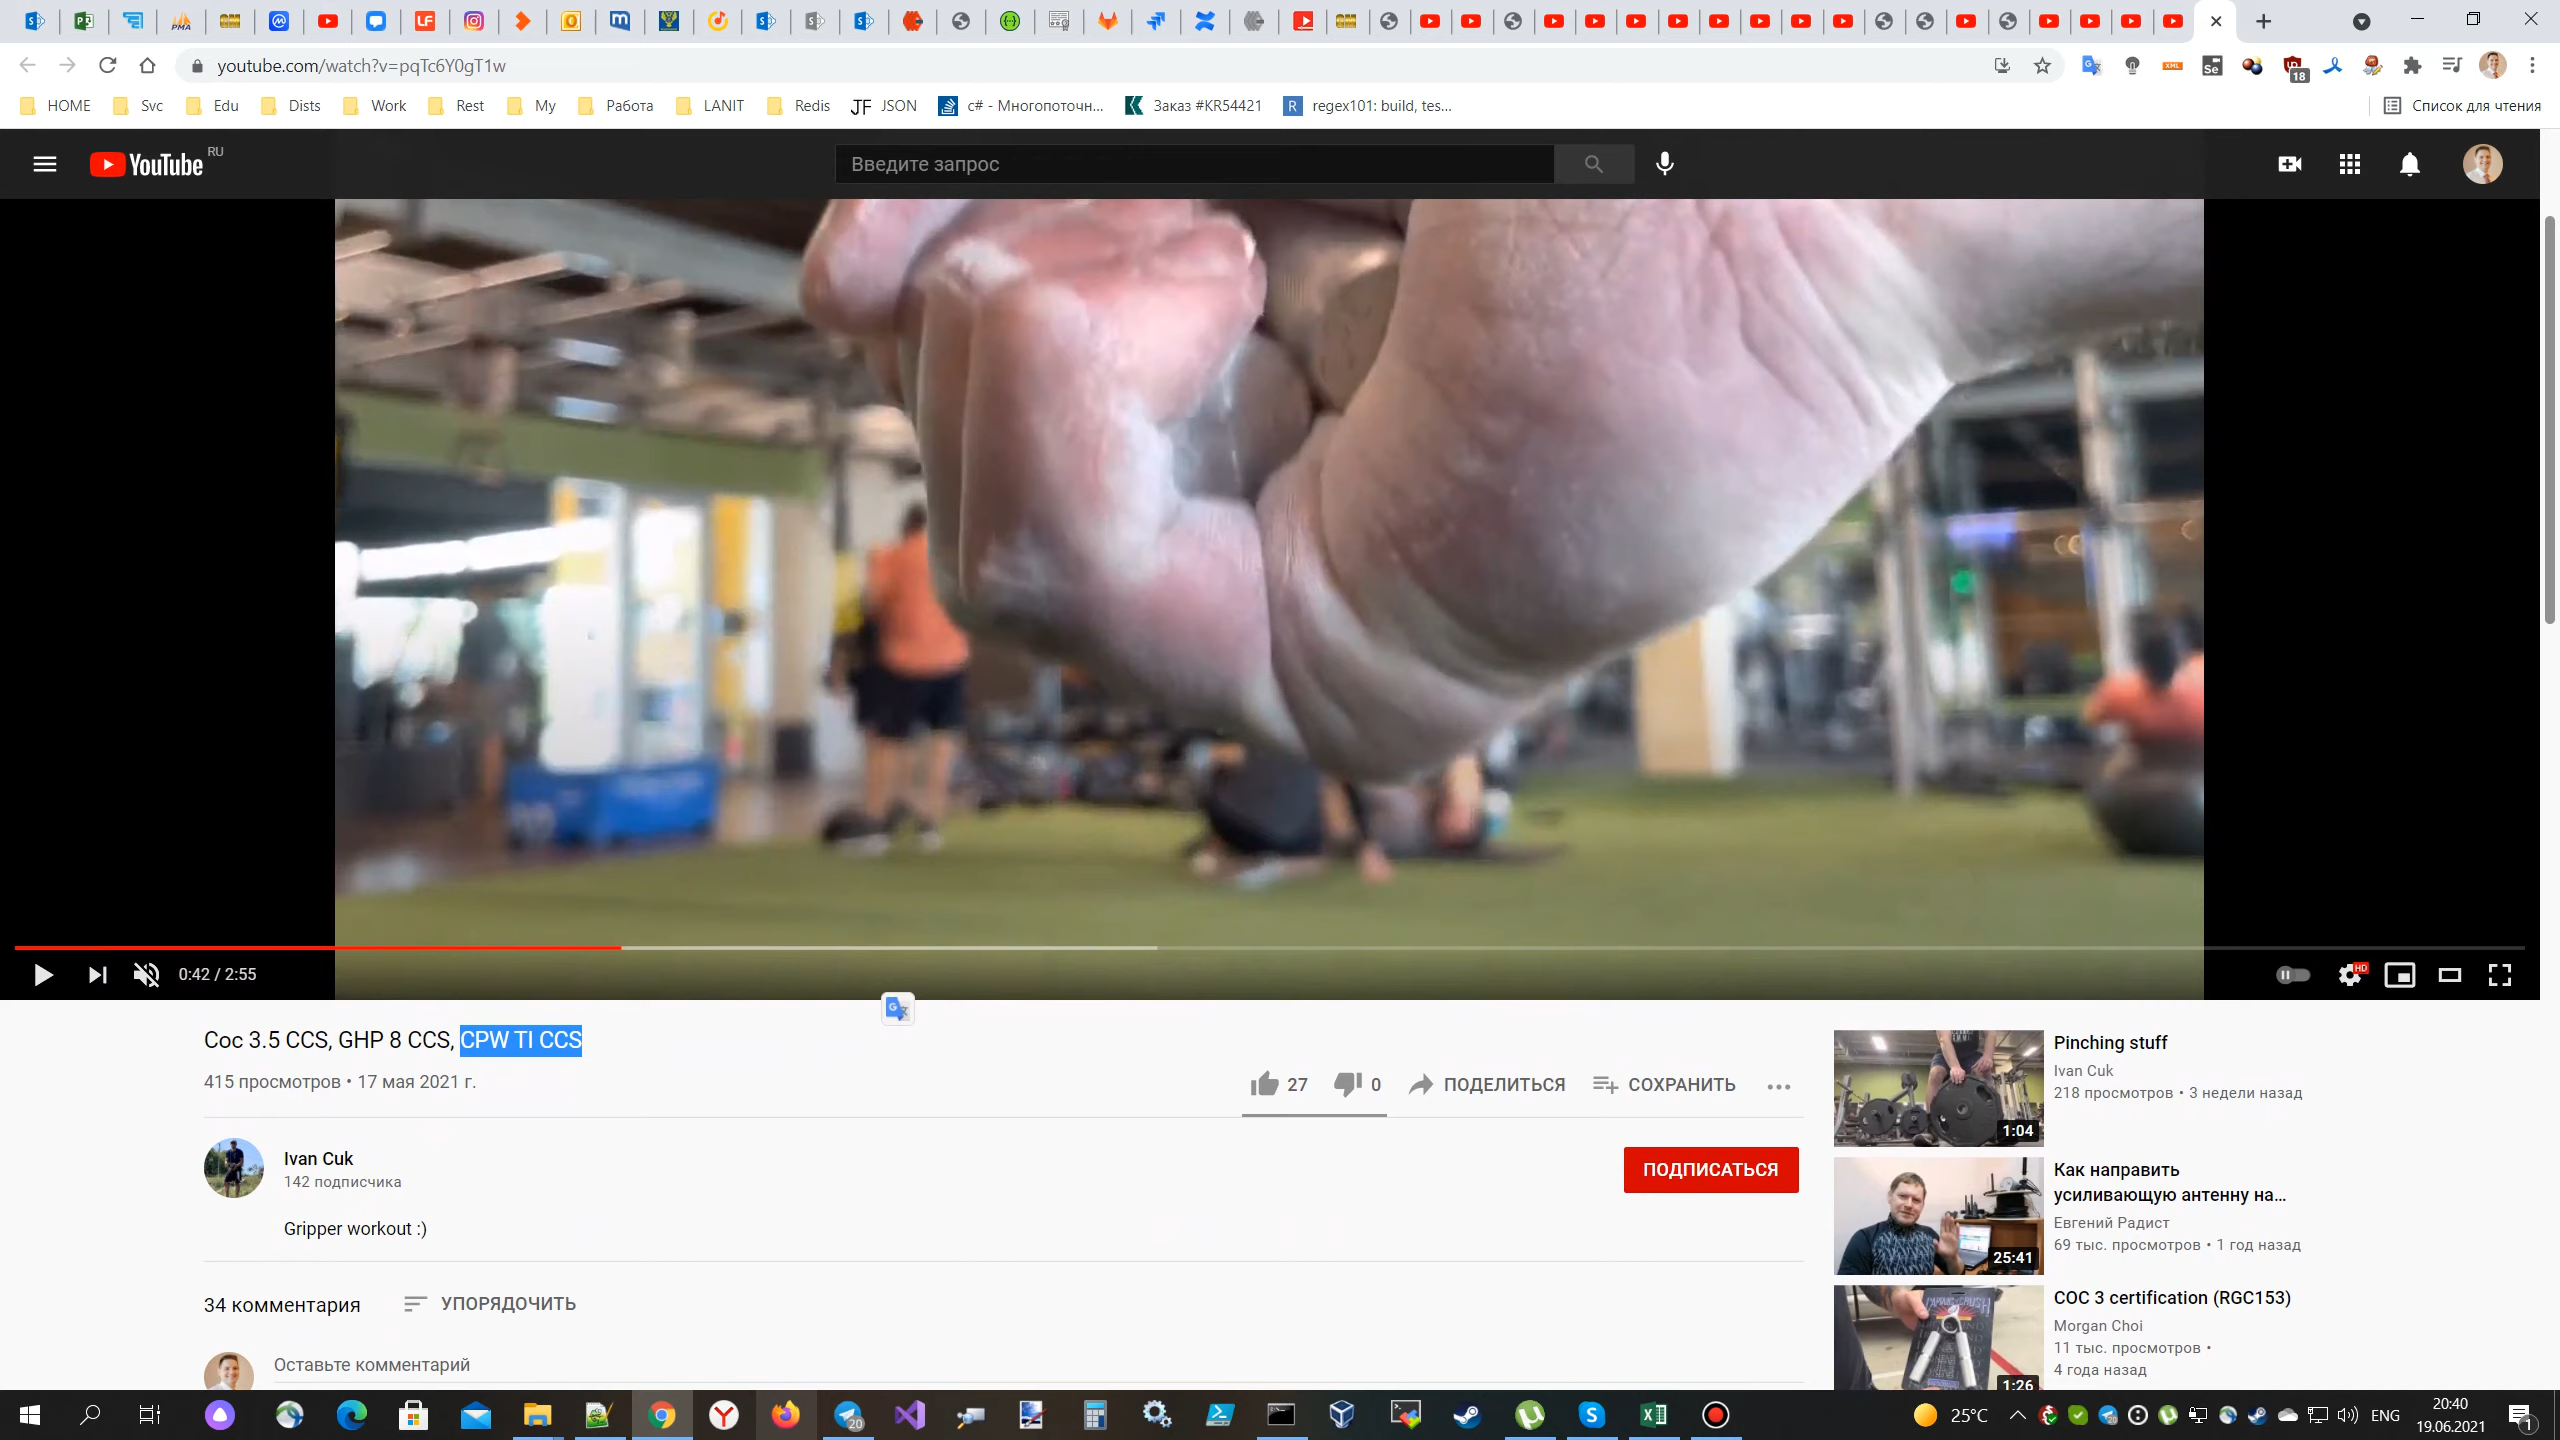 youtube.com/watch?v=pqTc6Y0gT1w
18
HOME Svc Edu Dists Work Rest My Работа LANIT Redis JSON c# - Многопоточн... Заказ #KR54421 regex101: build, tes... Список для чтения
YouTube RU
Введите запрос
0:42 / 2:55
HD
Coc 3.5 CCS, GHP 8 CCS, CPW TI CCS
415 просмотров • 17 мая 2021 г.
27 0 ПОДЕЛИТЬСЯ СОХРАНИТЬ
Ivan Cuk
142 подписчика
ПОДПИСАТЬСЯ
Gripper workout :)
34 комментария УПОРЯДОЧИТЬ
Оставьте комментарий
Pinching stuff
Ivan Cuk
218 просмотров • 3 недели назад
1:04
Как направить
усиливающую антенну на...
Евгений Радист
69 тыс. просмотров • 1 год назад
25:41
COC 3 certification (RGC153)
Morgan Choi
11 тыс. просмотров •
4 года назад
1:26
20
25°C
ENG
20:40
19.06.2021
1